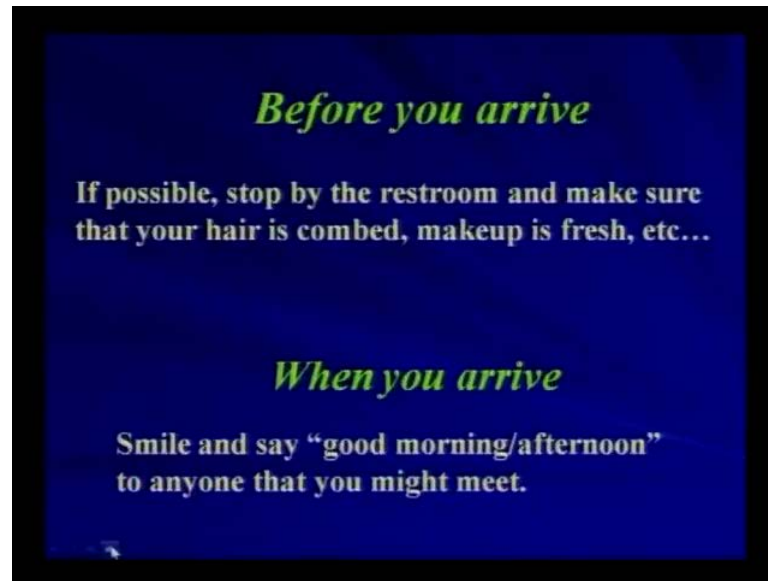 Before you arrive
If possible, stop by the restroom and make sure
that your hair is combed, makeup is fresh, etc...
When you arrive
Smile and say “good morning/afternoon”
to anyone that you might meet.